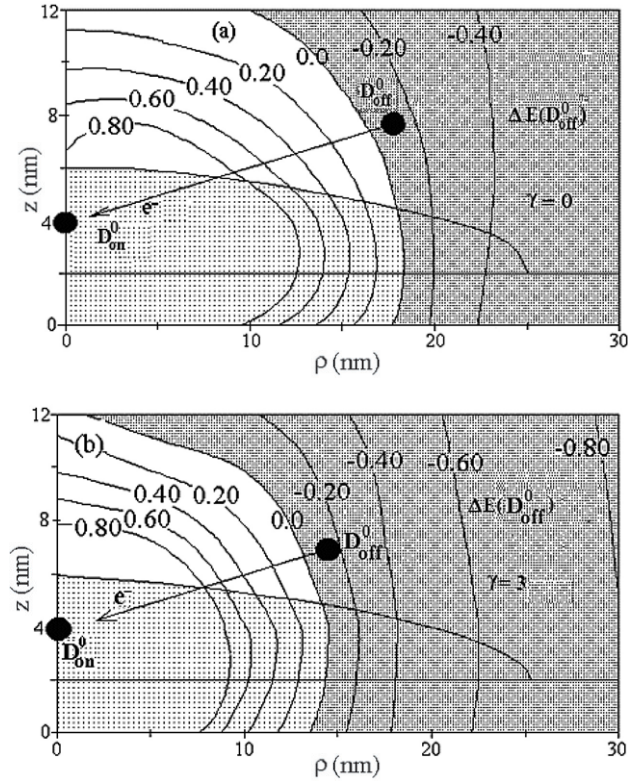 12
(a)
0.0
-0.20
-0.40
0.20
0.40
D⁰off
ΔE(D⁰off)
8
0.60
0.80
z (nm)
γ = 0
e⁻
4
D⁰on
0
0
10
20
30
ρ (nm)
12
(b)
-0.80
-0.40
-0.60
-0.20
0.20
0.40
0.0
ΔE(D⁰off)
0.60
0.80
8
D⁰off
z (nm)
γ = 3
e⁻
4
D⁰on
0
0
10
20
30
ρ (nm)